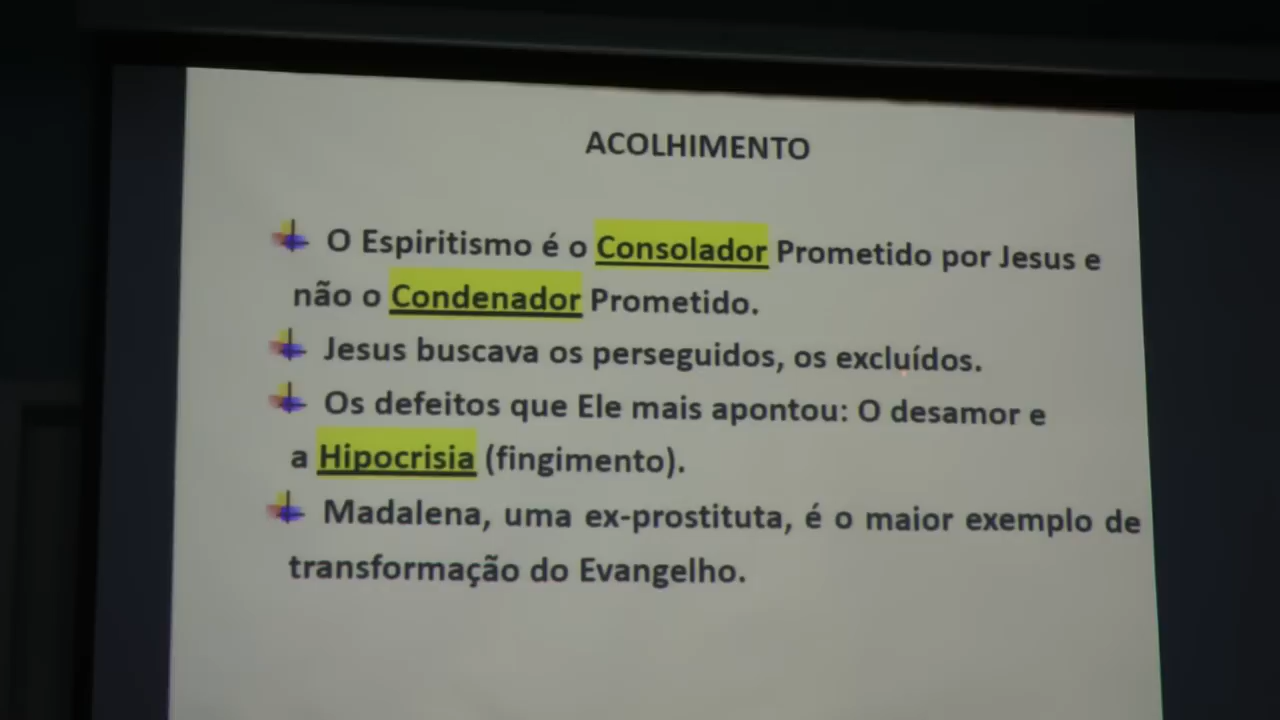 ACOLHIMENTO
O Espiritismo é o Consolador Prometido por Jesus e
não o Condenador Prometido.
Jesus buscava os perseguidos, os excluídos.
Os defeitos que Ele mais apontou: O desamor e
a Hipocrisia (fingimento).
Madalena, uma ex-prostituta, é o maior exemplo de
transformação do Evangelho.